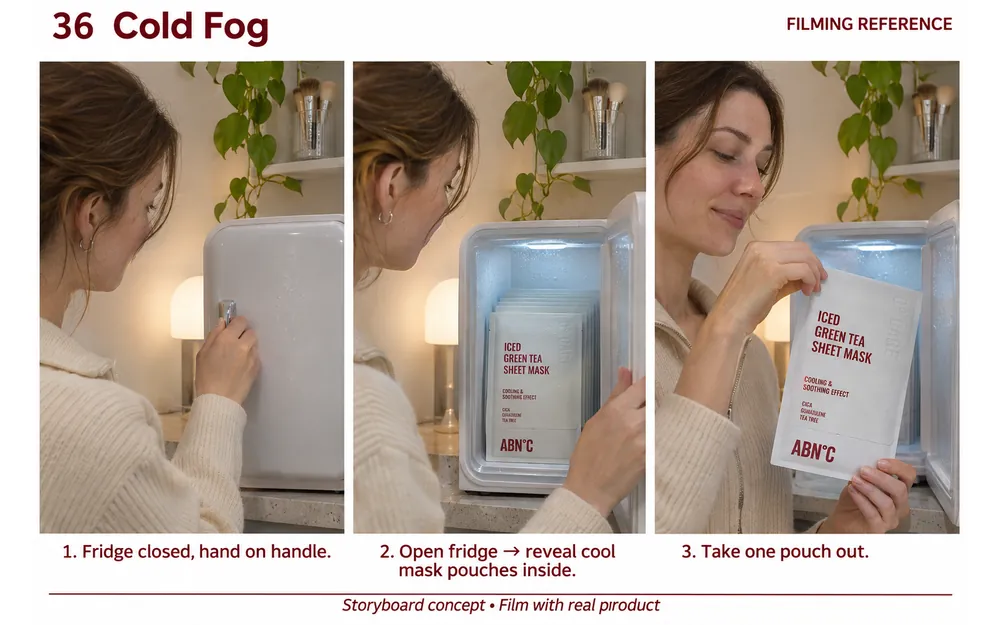 36 Cold Fog
FILMING REFERENCE
ICED
GREEN TEA
SHEET MASK
COOLING &
SOOTHING EFFECT
CICA
GUAIAZULENE
TEA TREE
ABN°C
ICED
GREEN TEA
SHEET MASK
COOLING &
SOOTHING EFFECT
CICA
TEA TREE
ABN°C
1. Fridge closed, hand on handle.
2. Open fridge → reveal cool
mask pouches inside.
3. Take one pouch out.
Storyboard concept • Film with real piroduct